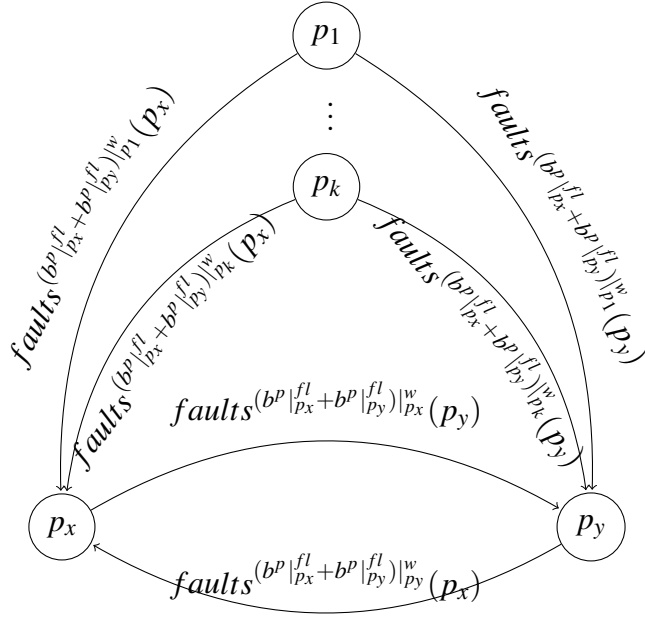 p_1
⋮
p_k
faults^{(b^p|^{fl}_{p_x}+b^p|^{fl}_{p_y})|^w_{p_1}}(p_x)
faults^{(b^p|^{fl}_{p_x}+b^p|^{fl}_{p_y})|^w_{p_1}}(p_y)
faults^{(b^p|^{fl}_{p_x}+b^p|^{fl}_{p_y})|^w_{p_k}}(p_x)
faults^{(b^p|^{fl}_{p_x}+b^p|^{fl}_{p_y})|^w_{p_k}}(p_y)
faults^{(b^p|^{fl}_{p_x}+b^p|^{fl}_{p_y})|^w_{p_x}}(p_y)
p_x
p_y
faults^{(b^p|^{fl}_{p_x}+b^p|^{fl}_{p_y})|^w_{p_y}}(p_x)